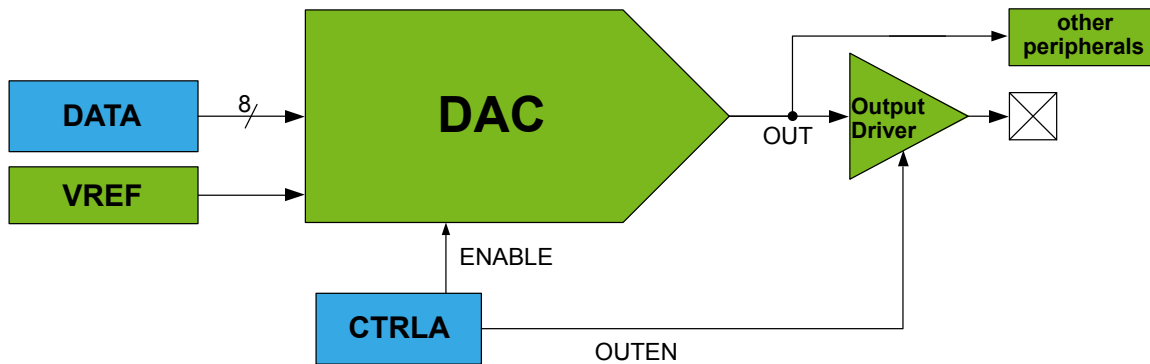 other
peripherals
DATA
8
DAC
OUT
Output
Driver
VREF
ENABLE
CTRLA
OUTEN